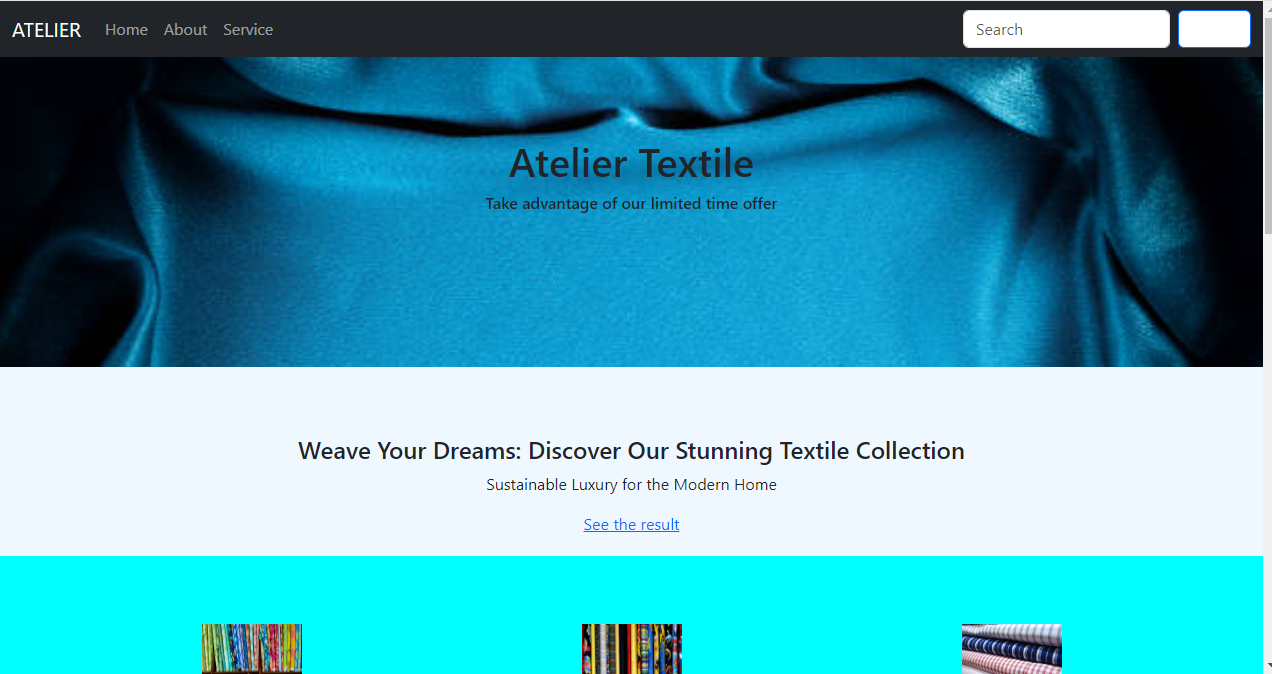 ATELIER Home About Service Search
Atelier Textile
Take advantage of our limited time offer
Weave Your Dreams: Discover Our Stunning Textile Collection
Sustainable Luxury for the Modern Home
See the result